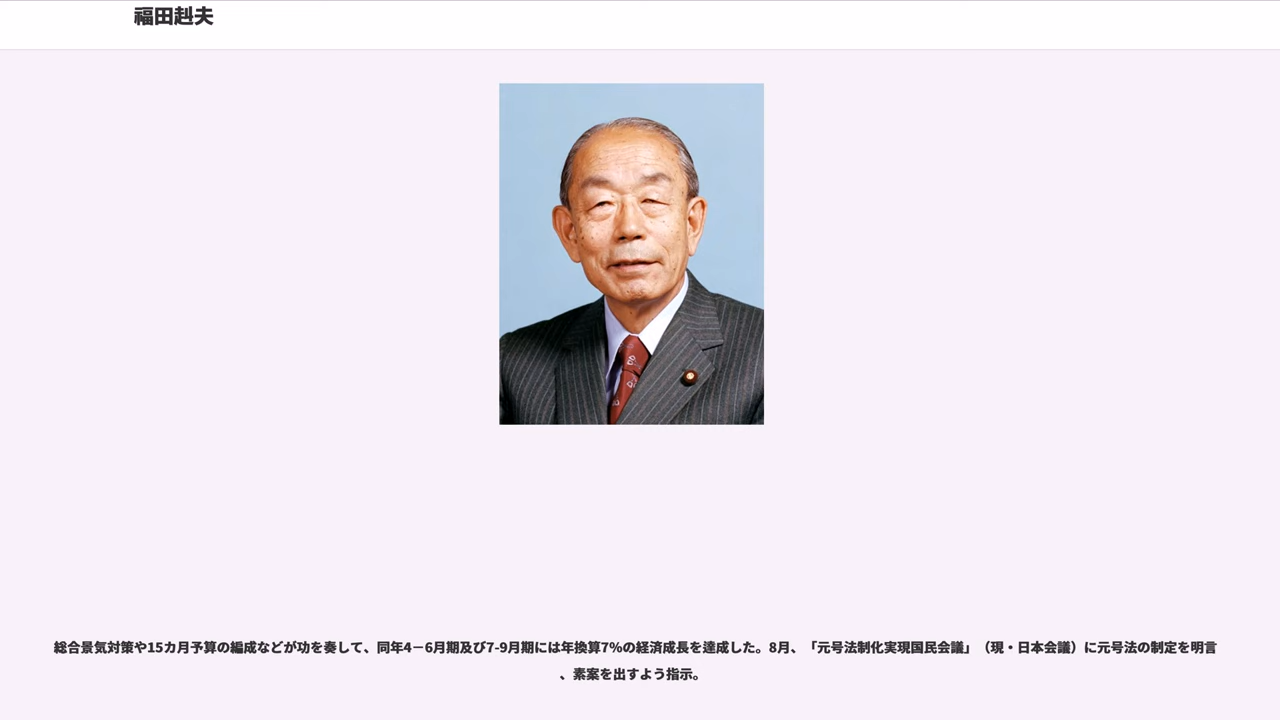 福田赳夫
総合景気対策や15カ月予算の編成などが功を奏して、同年4－6月期及び7-9月期には年換算7%の経済成長を達成した。8月、「元号法制化実現国民会議」（現・日本会議）に元号法の制定を明言
、素案を出すよう指示。